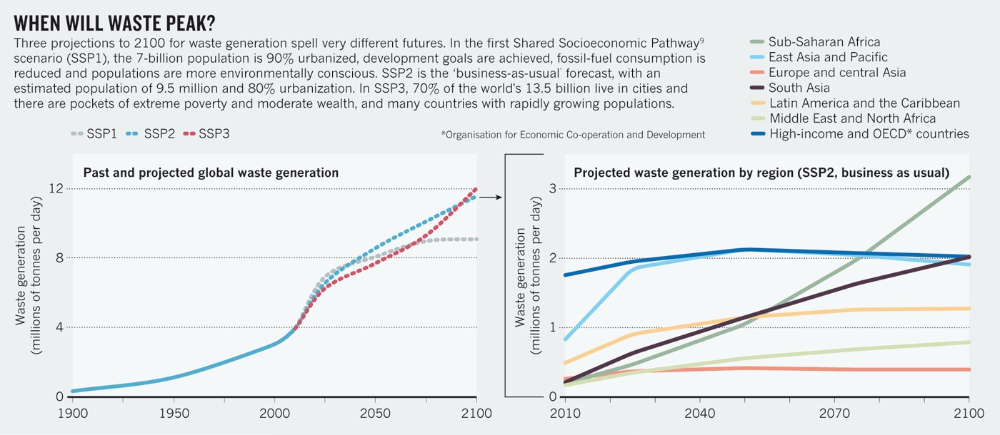 WHEN WILL WASTE PEAK?
Three projections to 2100 for waste generation spell very different futures. In the first Shared Socioeconomic Pathway9
scenario (SSP1), the 7-billion population is 90% urbanized, development goals are achieved, fossil-fuel consumption is
reduced and populations are more environmentally conscious. SSP2 is the ‘business-as-usual’ forecast, with an
estimated population of 9.5 million and 80% urbanization. In SSP3, 70% of the world's 13.5 billion live in cities and
there are pockets of extreme poverty and moderate wealth, and many countries with rapidly growing populations.
SSP1 SSP2 SSP3
*Organisation for Economic Co-operation and Development
Sub-Saharan Africa
East Asia and Pacific
Europe and central Asia
South Asia
Latin America and the Caribbean
Middle East and North Africa
High-income and OECD* countries
Past and projected global waste generation
Waste generation
(millions of tonnes per day)
12
8
4
0
1900 1950 2000 2050 2100
Projected waste generation by region (SSP2, business as usual)
Waste generation
(millions of tonnes per day)
3
2
1
0
2010 2040 2070 2100